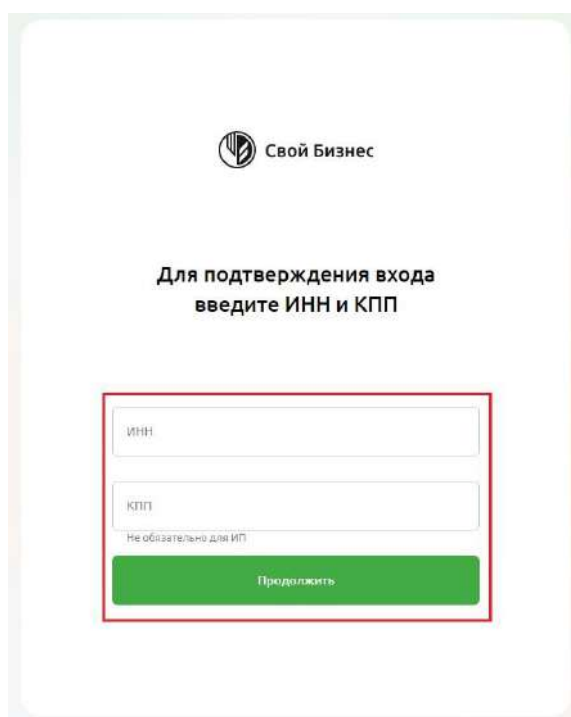 Свой Бизнес
Для подтверждения входа
введите ИНН и КПП
ИНН
КПП
Не обязательно для ИП
Продолжить